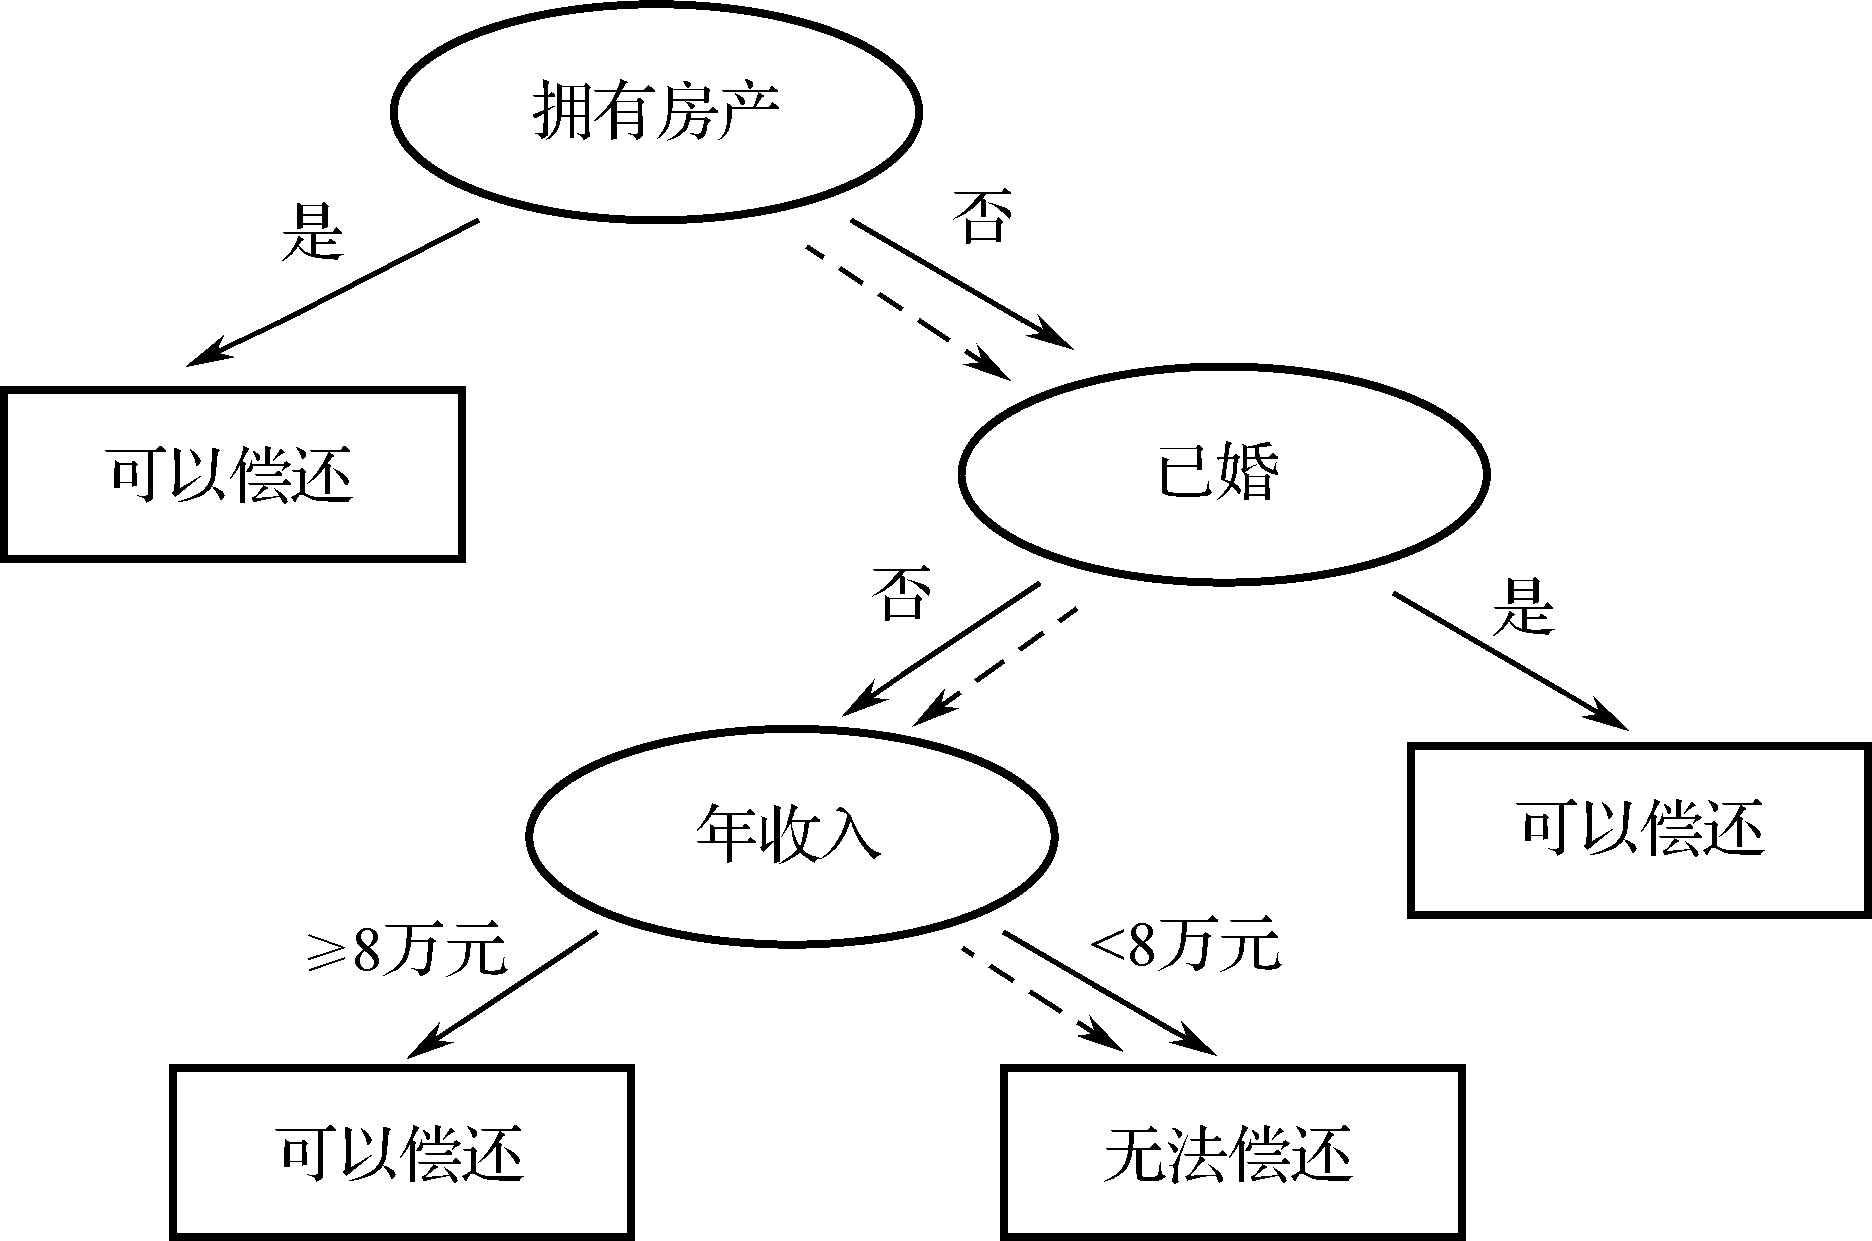 拥有房产
是
否
可以偿还
已婚
否
是
年收入
可以偿还
≥8万元
<8万元
可以偿还
无法偿还